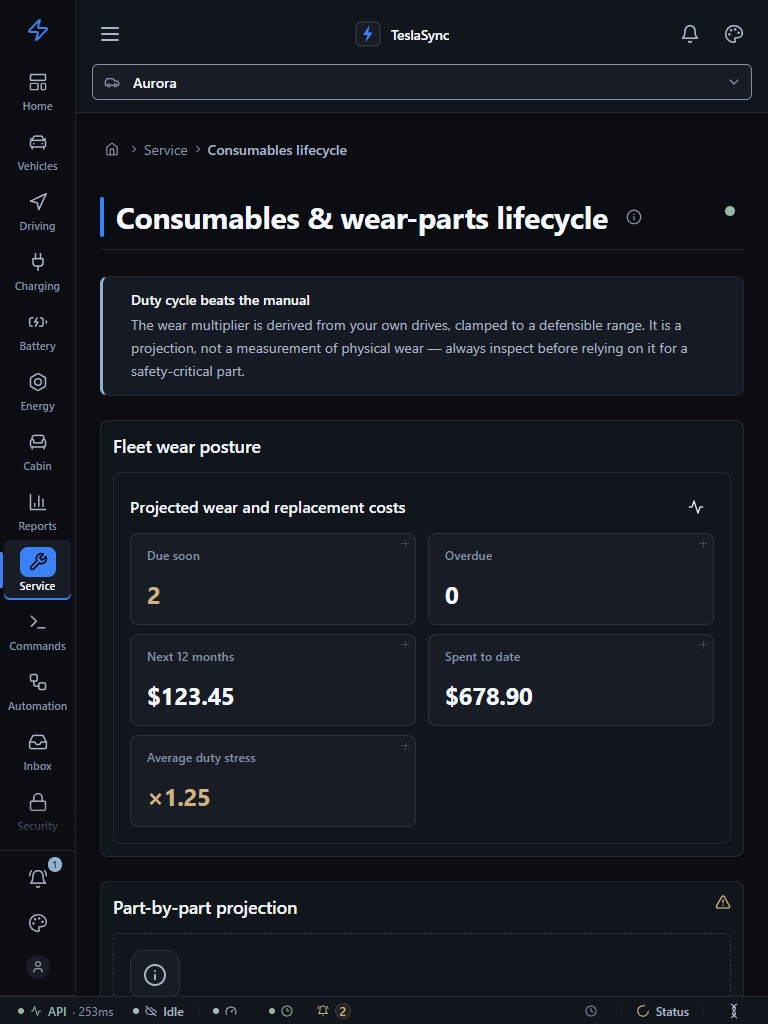 TeslaSync
Aurora
Home
Vehicles
Driving
Charging
Battery
Energy
Cabin
Reports
Service
Commands
Automation
Inbox
Security
1
Service
Consumables lifecycle
Consumables & wear-parts lifecycle
Duty cycle beats the manual
The wear multiplier is derived from your own drives, clamped to a defensible range. It is a
projection, not a measurement of physical wear — always inspect before relying on it for a
safety-critical part.
Fleet wear posture
Projected wear and replacement costs
Due soon
2
Overdue
0
Next 12 months
$123.45
Spent to date
$678.90
Average duty stress
×1.25
Part-by-part projection
API · 253ms
Idle
2
Status